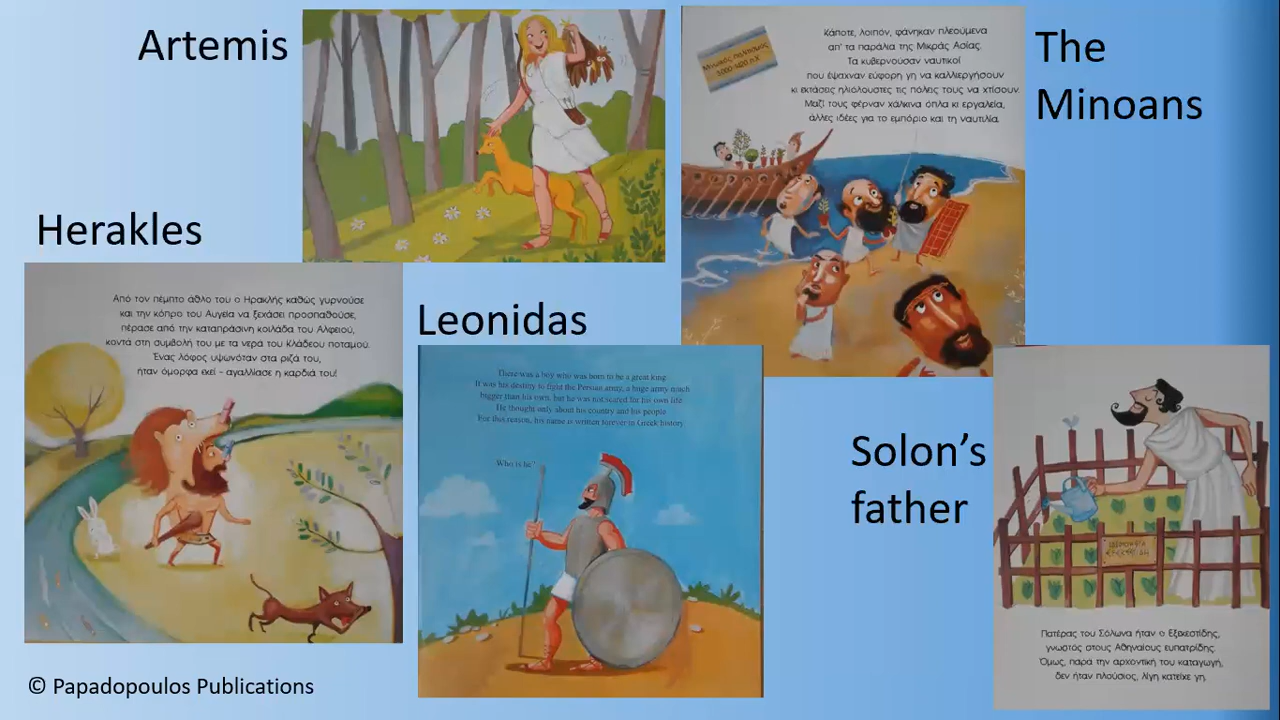 Artemis
Herakles
Από τον πέμπτο άθλο του ο Ηρακλής καθώς γυρνούσε
και την κόπρο του Αυγεία να ξεχάσει προσπαθούσε,
πέρασε από την καταπράσινη κοιλάδα του Αλφειού,
κοντά στη συμβολή του με τα νερά του Κλάδεου ποταμού.
Ένας λόφος υψωνόταν στα ριζά του,
ήταν όμορφα εκεί - αγαλλίασε η καρδιά του!
Leonidas
There was a boy who was born to be a great king.
It was his destiny to fight the Persian army, a huge army much
bigger than his own, but he was not scared for his own life.
He thought only about his country and his people.
For this reason, his name is written forever in Greek history.
Who is he?
The
Minoans
Μινωικός πολιτισμός
3000-1420 π.Χ.
Κάποτε, λοιπόν, φάνηκαν πλεούμενα
απ' τα παράλια της Μικράς Ασίας.
Τα κυβερνούσαν ναυτικοί
που έψαχναν εύφορη γη να καλλιεργήσουν
κι εκτάσεις ηλιόλουστες τις πόλεις τους να χτίσουν.
Μαζί τους φέρναν χάλκινα όπλα κι εργαλεία,
άλλες ιδέες για το εμπόριο και τη ναυτιλία.
Solon's
father
Πατέρας του Σόλωνα ήταν ο Εξηκεστίδης,
γνωστός στους Αθηναίους ευπατρίδης.
Όμως, παρά την αρχοντική του καταγωγή,
δεν ήταν πλούσιος, λίγη κατείχε γη.
© Papadopoulos Publications